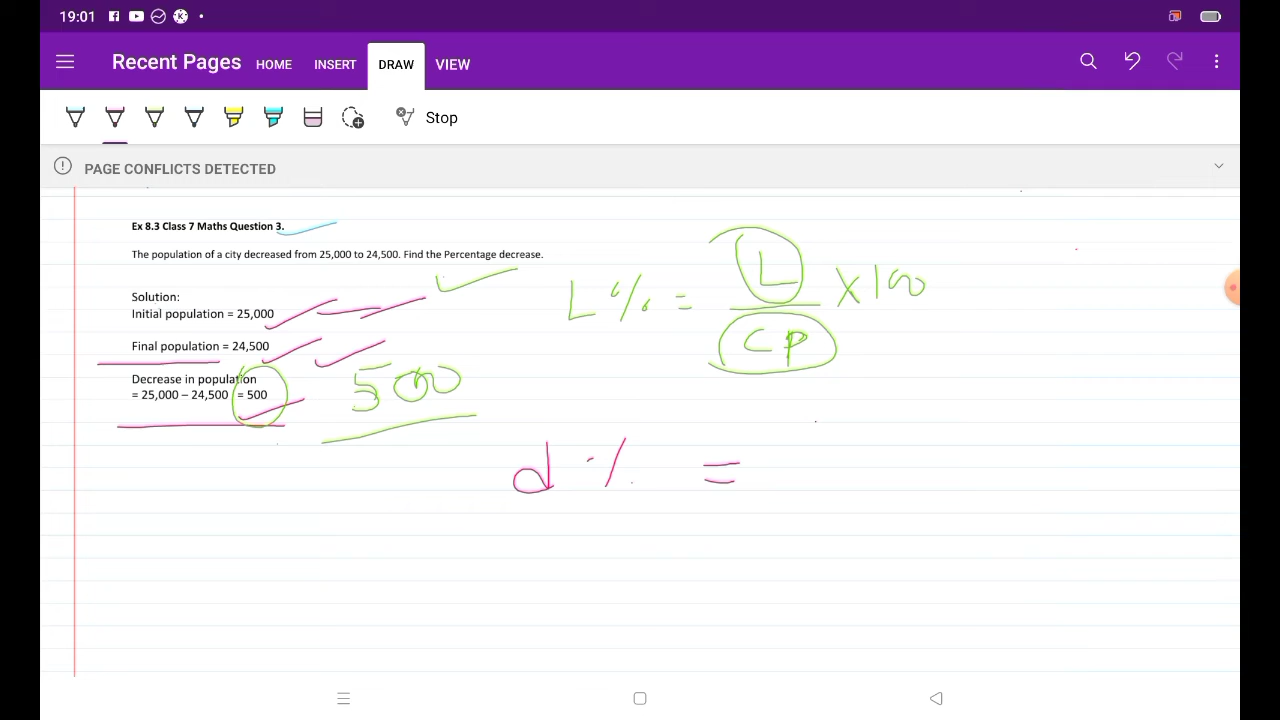 19:01
Recent Pages HOME INSERT DRAW VIEW
Stop
PAGE CONFLICTS DETECTED
Ex 8.3 Class 7 Maths Question 3.
The population of a city decreased from 25,000 to 24,500. Find the Percentage decrease.
Solution:
Initial population = 25,000
Final population = 24,500
Decrease in population
= 25,000 – 24,500 = 500
500
L % = L / CP X 100
d % =